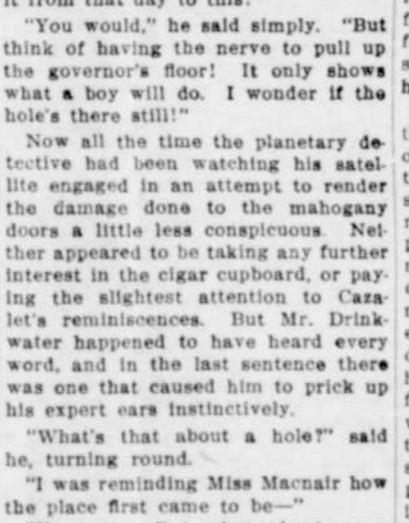 it from that day to this.
"You would," he said simply. "But
think of having the nerve to pull up
the governor's floor! It only shows
what a boy will do. I wonder if the
hole's there still!"
Now all the time the planetary de-
tective had been watching his satel-
lite engaged in an attempt to render
the damage done to the mahogany
doors a little less conspicuous. Nei-
ther appeared to be taking any further
interest in the cigar cupboard, or pay-
ing the slightest attention to Caza-
let's reminiscences. But Mr. Drink-
water happened to have heard every
word, and in the last sentence there
was one that caused him to prick up
his expert ears instinctively.
"What's that about a hole?" said
he, turning round.
"I was reminding Miss Macnair how
the place first came to be—"